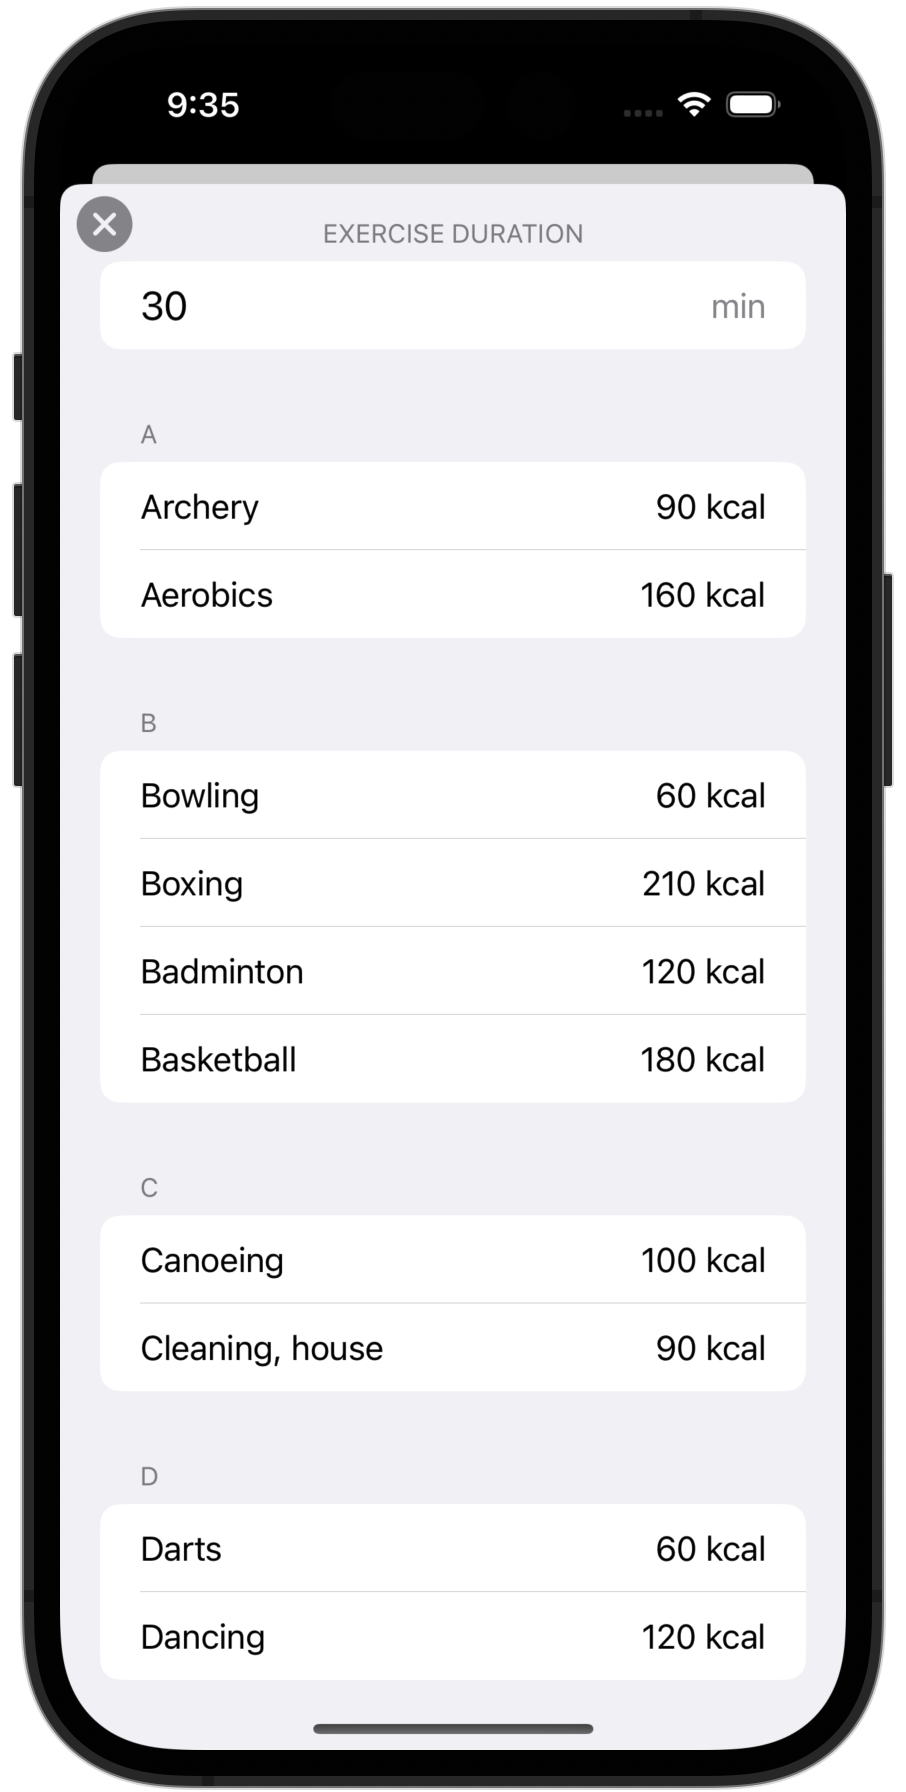 9:35
EXERCISE DURATION
30 min
A
Archery 90 kcal
Aerobics 160 kcal
B
Bowling 60 kcal
Boxing 210 kcal
Badminton 120 kcal
Basketball 180 kcal
C
Canoeing 100 kcal
Cleaning, house 90 kcal
D
Darts 60 kcal
Dancing 120 kcal